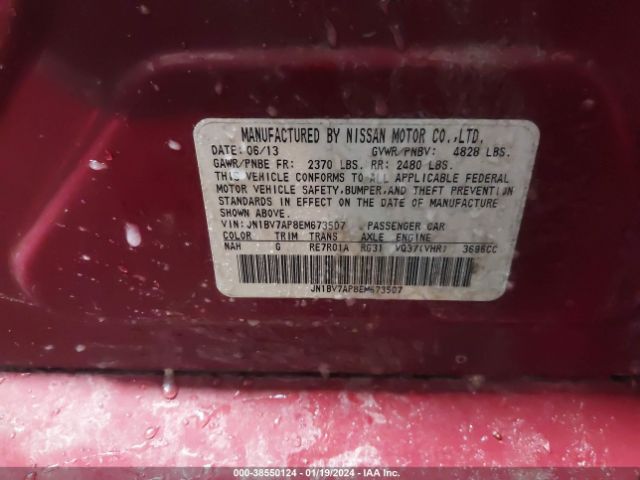 MANUFACTURED BY NISSAN MOTOR CO.,LTD.
DATE: 06/13 GVWR/PNBV: 4828 LBS.
GAWR/PNBE FR: 2370 LBS. RR: 2480 LBS.
THIS VEHICLE CONFORMS TO ALL APPLICABLE FEDERAL
MOTOR VEHICLE SAFETY,BUMPER,AND THEFT PREVENTION
STANDARDS IN EFFECT ON THE DATE OF MANUFACTURE
SHOWN ABOVE.
VIN: JN1BV7AP8EM673507 PASSENGER CAR
COLOR TRIM TRANS AXLE ENGINE
NAH G RE7R01A RG31 VQ37(VHR) 3696CC
JN1BV7AP8EM673507
000-38550124 | 01/19/2024 | IAA Inc.